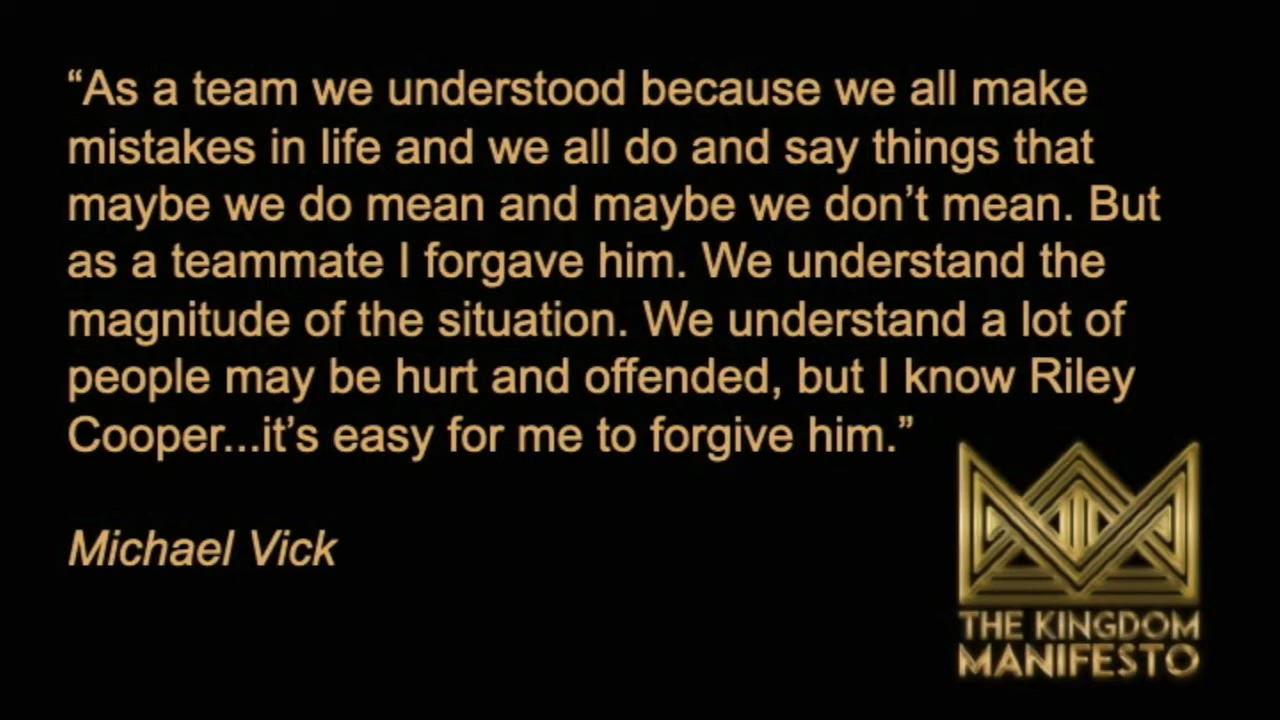 “As a team we understood because we all make
mistakes in life and we all do and say things that
maybe we do mean and maybe we don’t mean. But
as a teammate I forgave him. We understand the
magnitude of the situation. We understand a lot of
people may be hurt and offended, but I know Riley
Cooper...it’s easy for me to forgive him.”
Michael Vick
THE KINGDOM
MANIFESTO